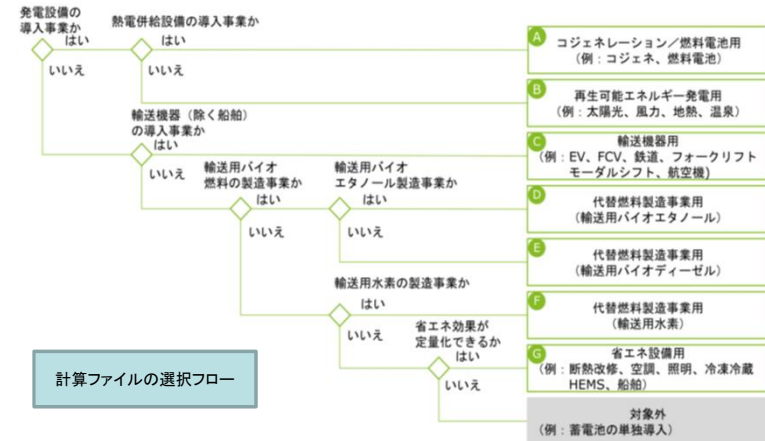 発電設備の
導入事業か
はい
いいえ
熱電併給設備の導入事業か
はい
いいえ
A
コジェネレーション／燃料電池用
（例：コジェネ、燃料電池）
B
再生可能エネルギー発電用
（例：太陽光、風力、地熱、温泉）
輸送機器（除く船舶）
の導入事業か
はい
いいえ
C
輸送機器用
（例：EV、FCV、鉄道、フォークリフト
モーダルシフト、航空機)
輸送用バイオ
燃料の製造事業か
はい
いいえ
輸送用バイオ
エタノール製造事業か
はい
いいえ
D
代替燃料製造事業用
（輸送用バイオエタノール）
E
代替燃料製造事業用
（輸送用バイオディーゼル）
輸送用水素の製造事業か
はい
いいえ
F
代替燃料製造事業用
（輸送用水素）
省エネ効果が
定量化できるか
はい
いいえ
G
省エネ設備用
（例：断熱改修、空調、照明、冷凍冷蔵
HEMS、船舶）
対象外
（例：蓄電池の単独導入）
計算ファイルの選択フロー